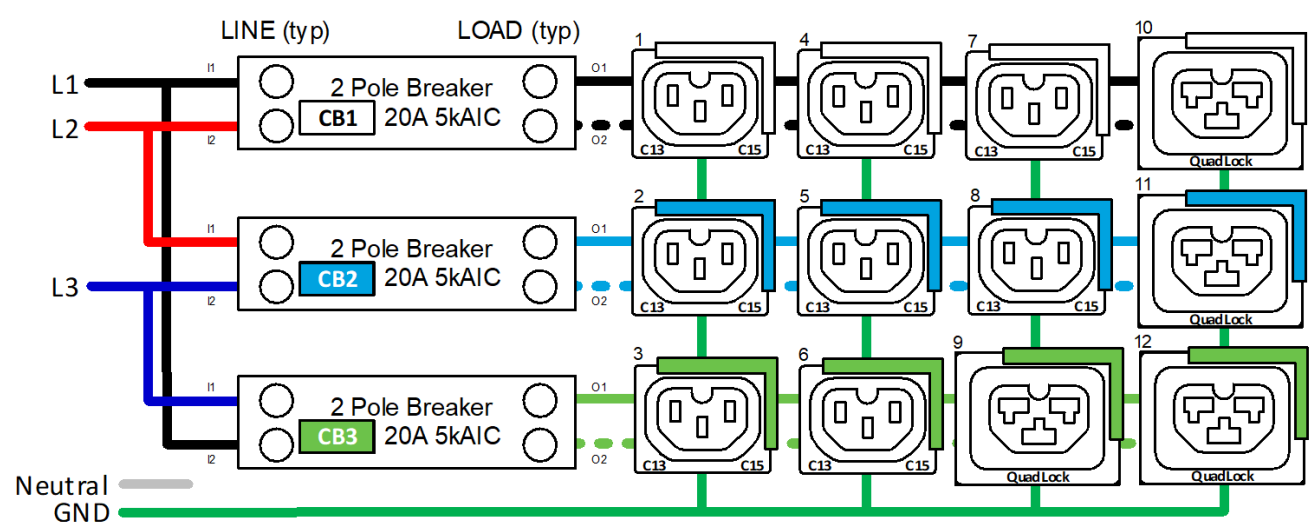 LINE (typ) LOAD (typ)
1 4 7 10
L1 I1 2 Pole Breaker O1
L2 I2 CB1 20A 5kAIC O2
C13 C15 C13 C15 C13 C15 QuadLock
2 5 8 11
I1 2 Pole Breaker O1
L3 I2 CB2 20A 5kAIC O2
C13 C15 C13 C15 C13 C15 QuadLock
3 6 9 12
I1 2 Pole Breaker O1
I2 CB3 20A 5kAIC O2
C13 C15 C13 C15 QuadLock QuadLock
Neutral
GND